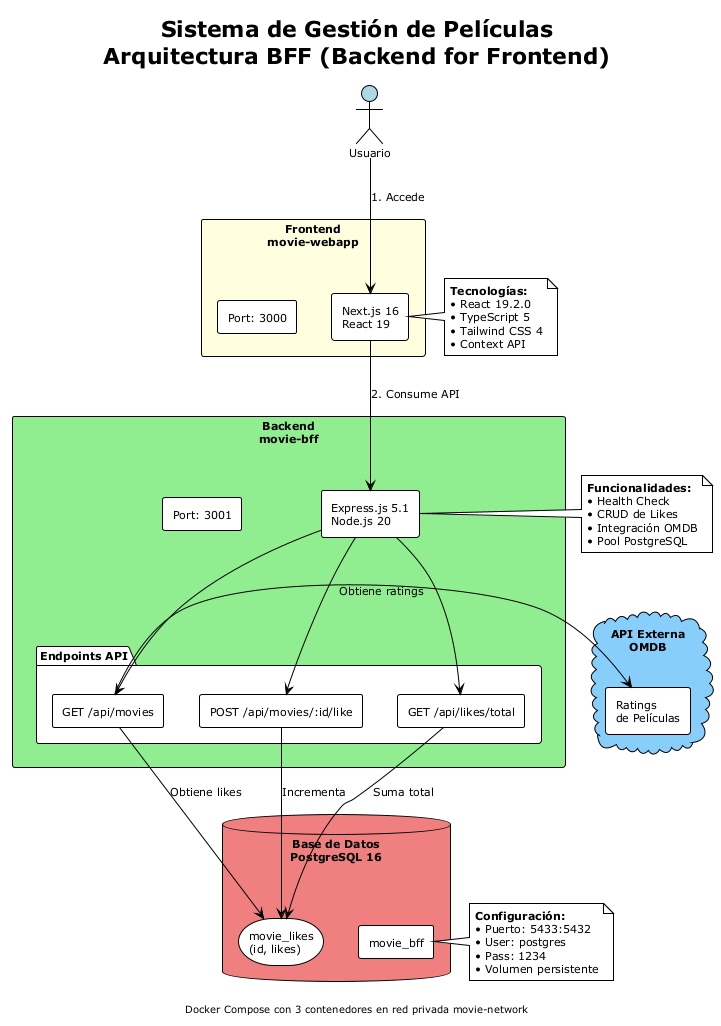 Sistema de Gestión de Películas
Arquitectura BFF (Backend for Frontend)
Usuario
1. Accede
Frontend
movie-webapp
Port: 3000
Next.js 16
React 19
Tecnologías:
• React 19.2.0
• TypeScript 5
• Tailwind CSS 4
• Context API
2. Consume API
Backend
movie-bff
Port: 3001
Express.js 5.1
Node.js 20
Funcionalidades:
• Health Check
• CRUD de Likes
• Integración OMDB
• Pool PostgreSQL
Obtiene ratings
API Externa
OMDB
Ratings
de Películas
Endpoints API
GET /api/movies
POST /api/movies/:id/like
GET /api/likes/total
Obtiene likes
Incrementa
Suma total
Base de Datos
PostgreSQL 16
movie_likes
(id, likes)
movie_bff
Configuración:
• Puerto: 5433:5432
• User: postgres
• Pass: 1234
• Volumen persistente
Docker Compose con 3 contenedores en red privada movie-network